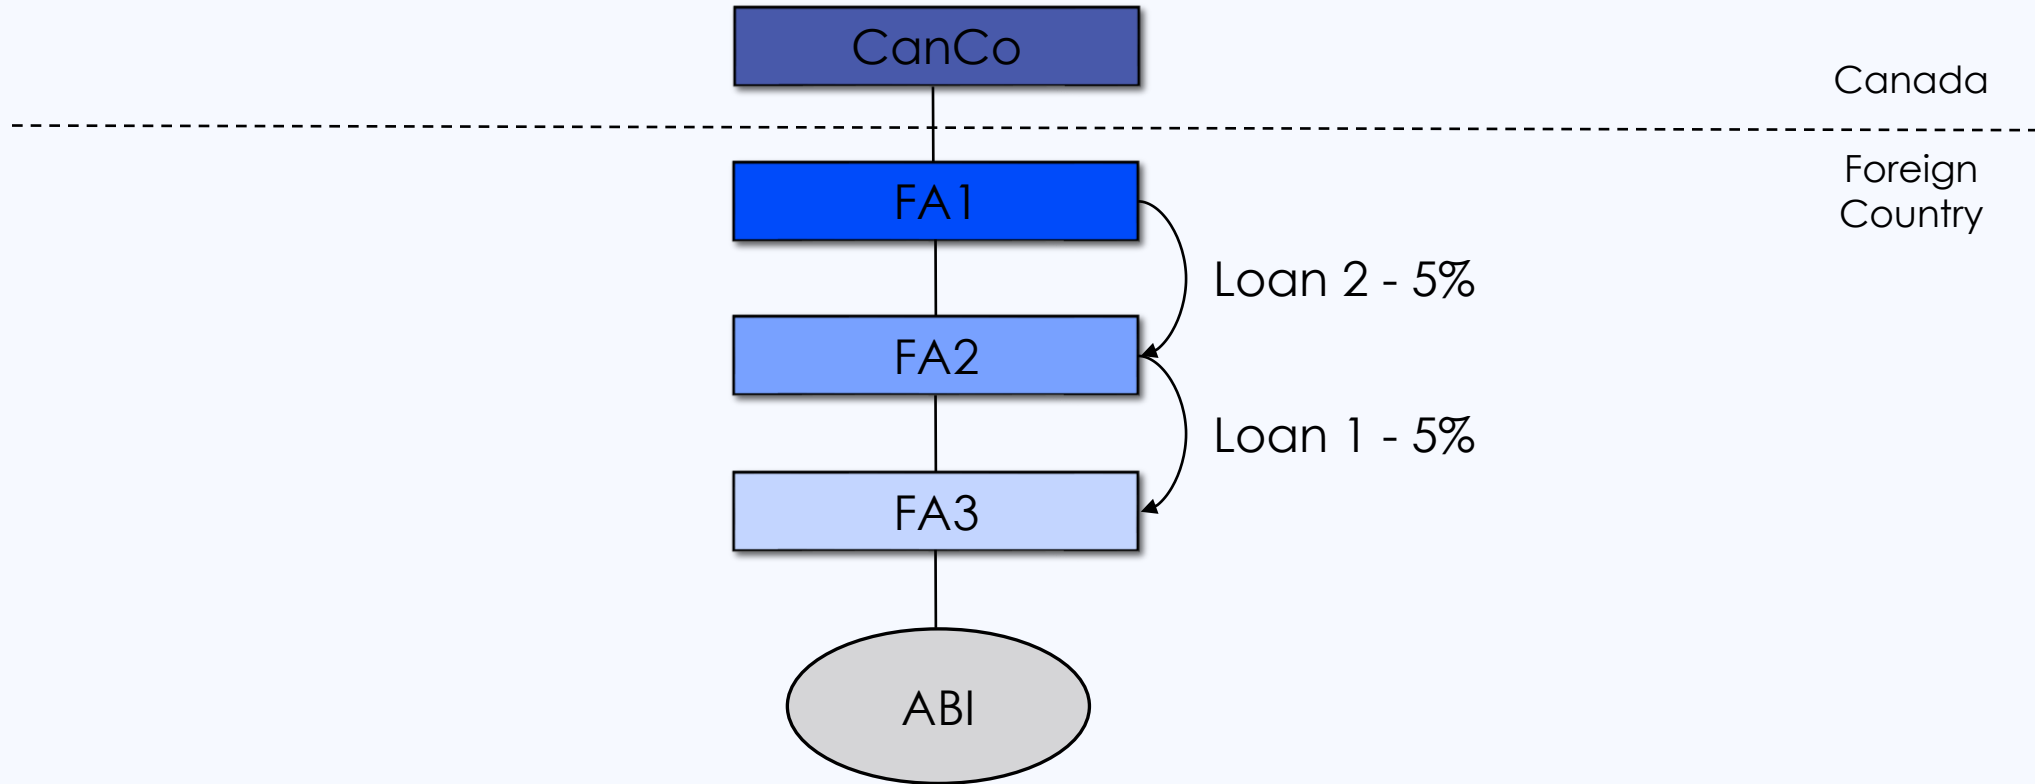 CanCo
Canada
FA1
Foreign
Country
Loan 2 - 5%
FA2
Loan 1 - 5%
FA3
ABI